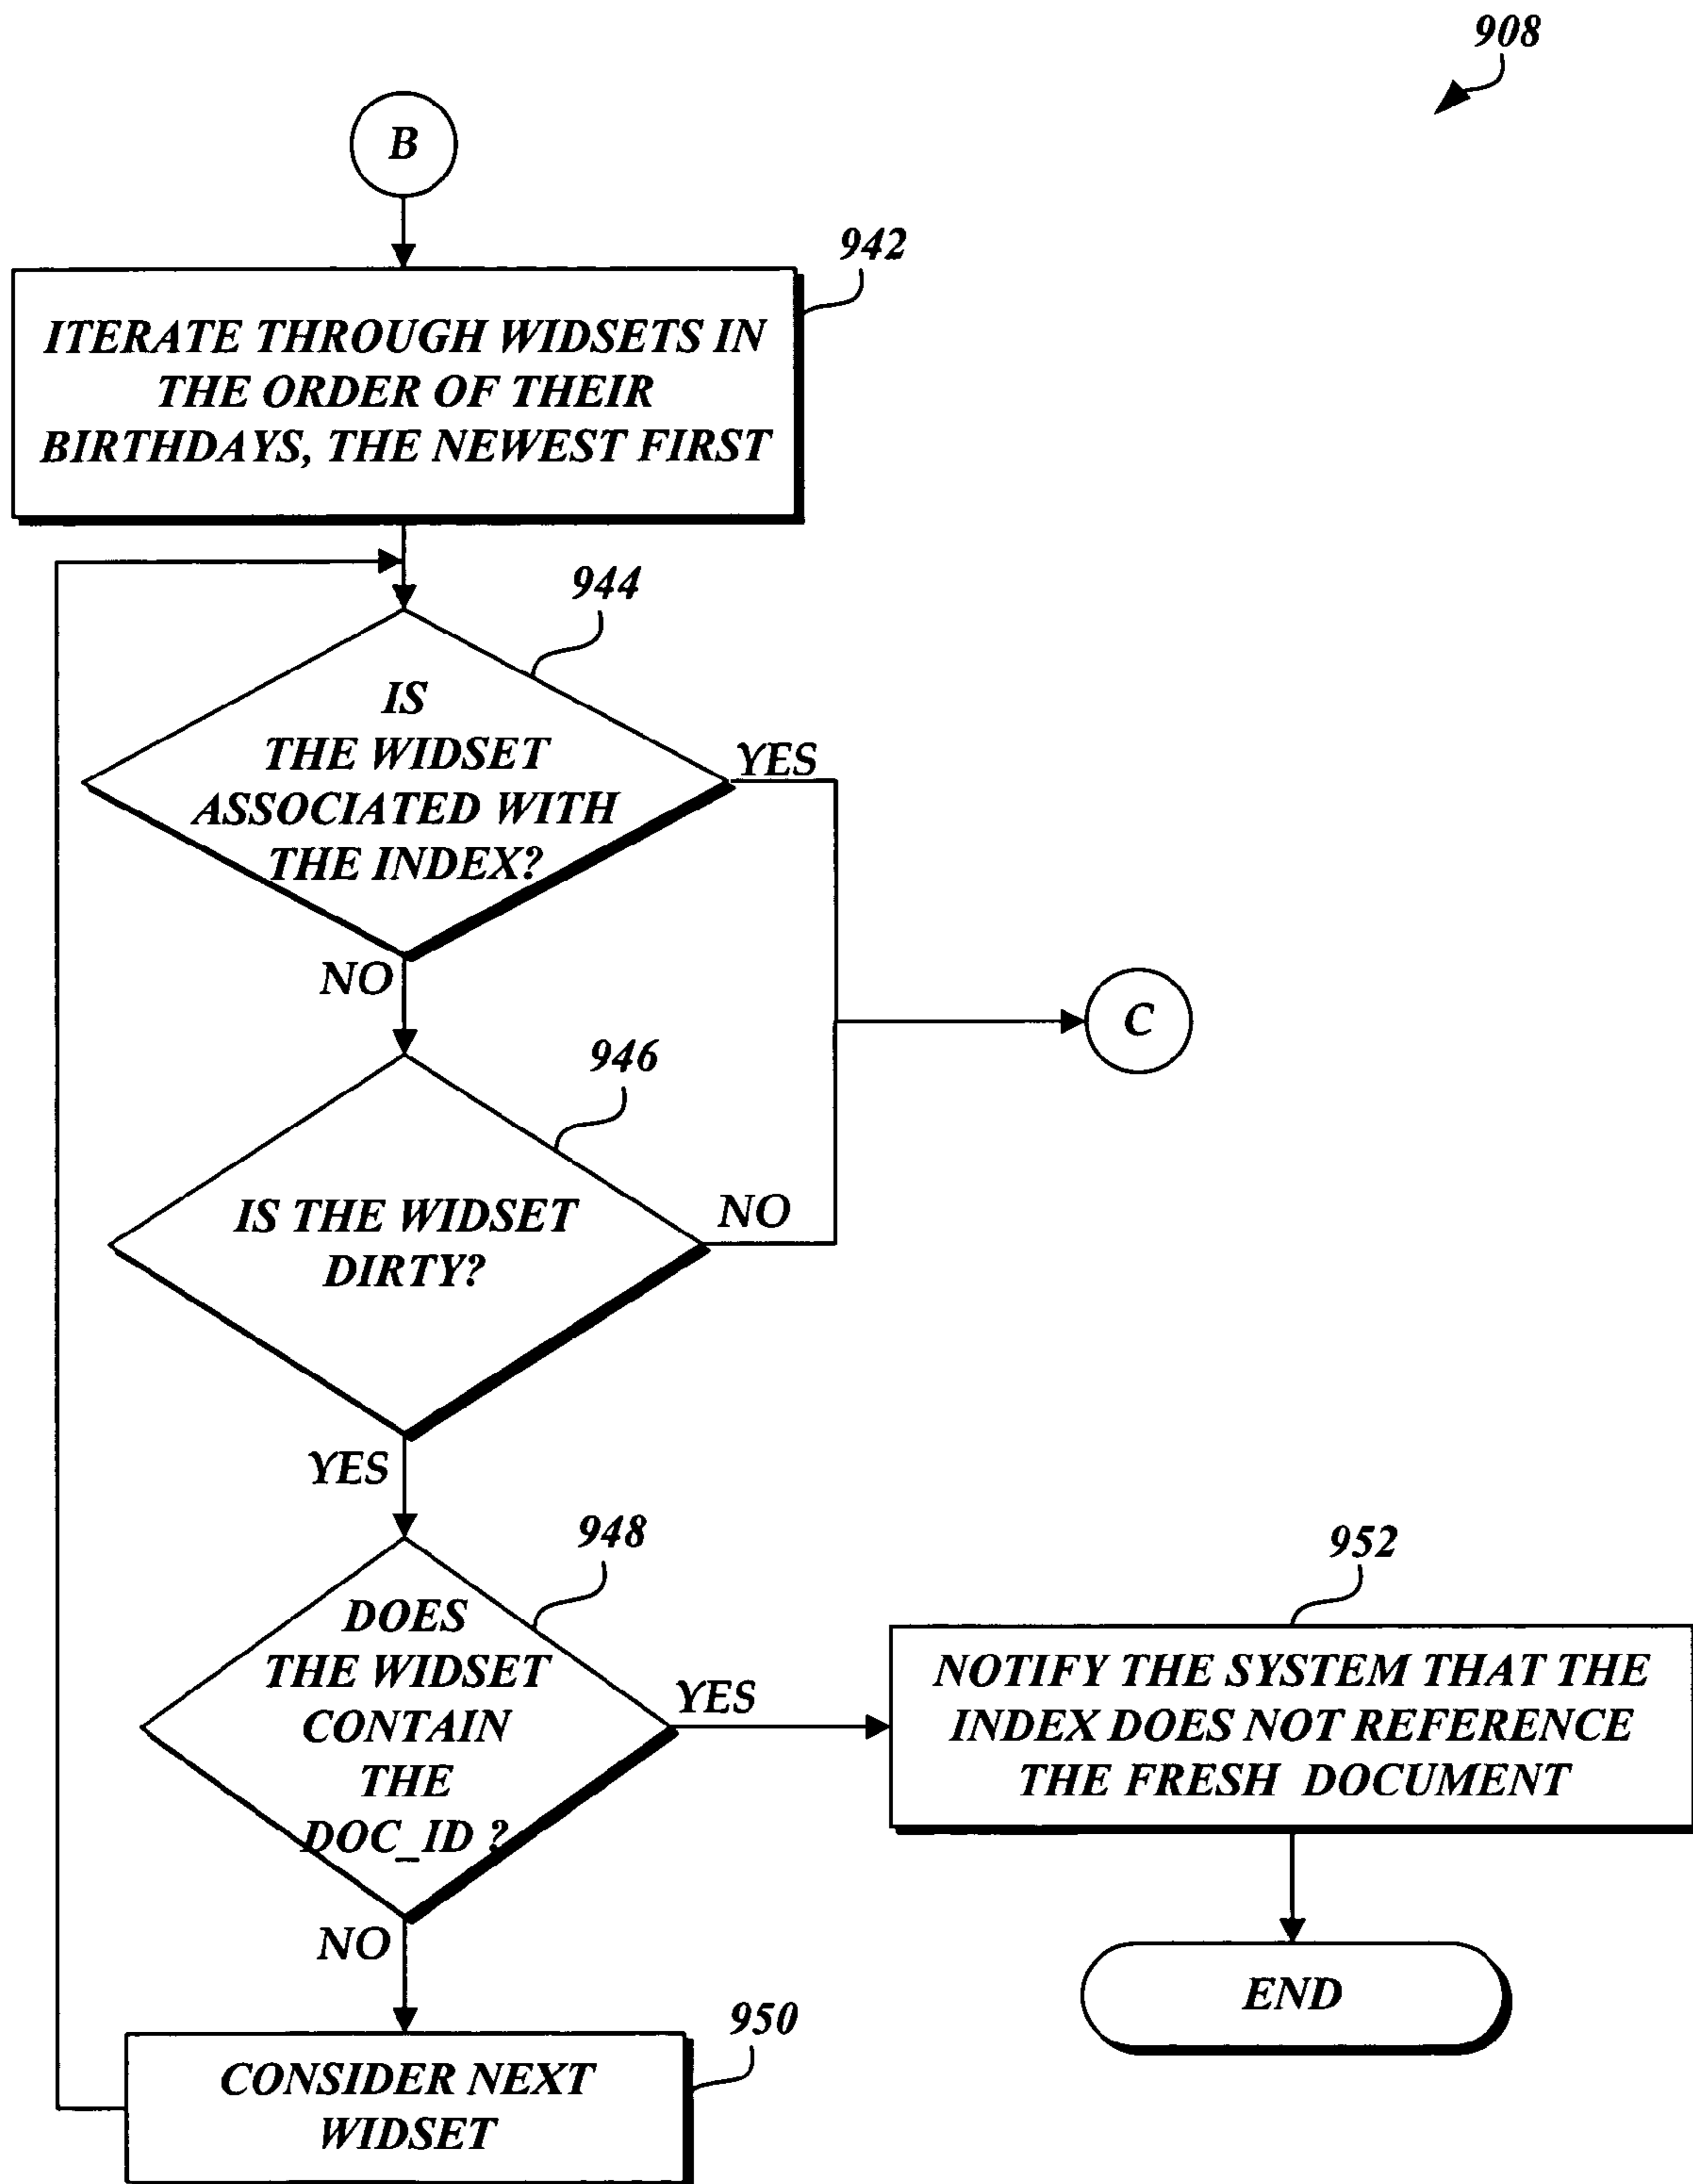 908
B
942
ITERATE THROUGH WIDSETS IN
THE ORDER OF THEIR
BIRTHDAYS, THE NEWEST FIRST
944
IS
THE WIDSET
ASSOCIATED WITH
THE INDEX?
YES
NO
C
946
IS THE WIDSET
DIRTY?
NO
YES
948
DOES
THE WIDSET
CONTAIN
THE
DOC_ID ?
YES
NO
952
NOTIFY THE SYSTEM THAT THE
INDEX DOES NOT REFERENCE
THE FRESH DOCUMENT
END
950
CONSIDER NEXT
WIDSET